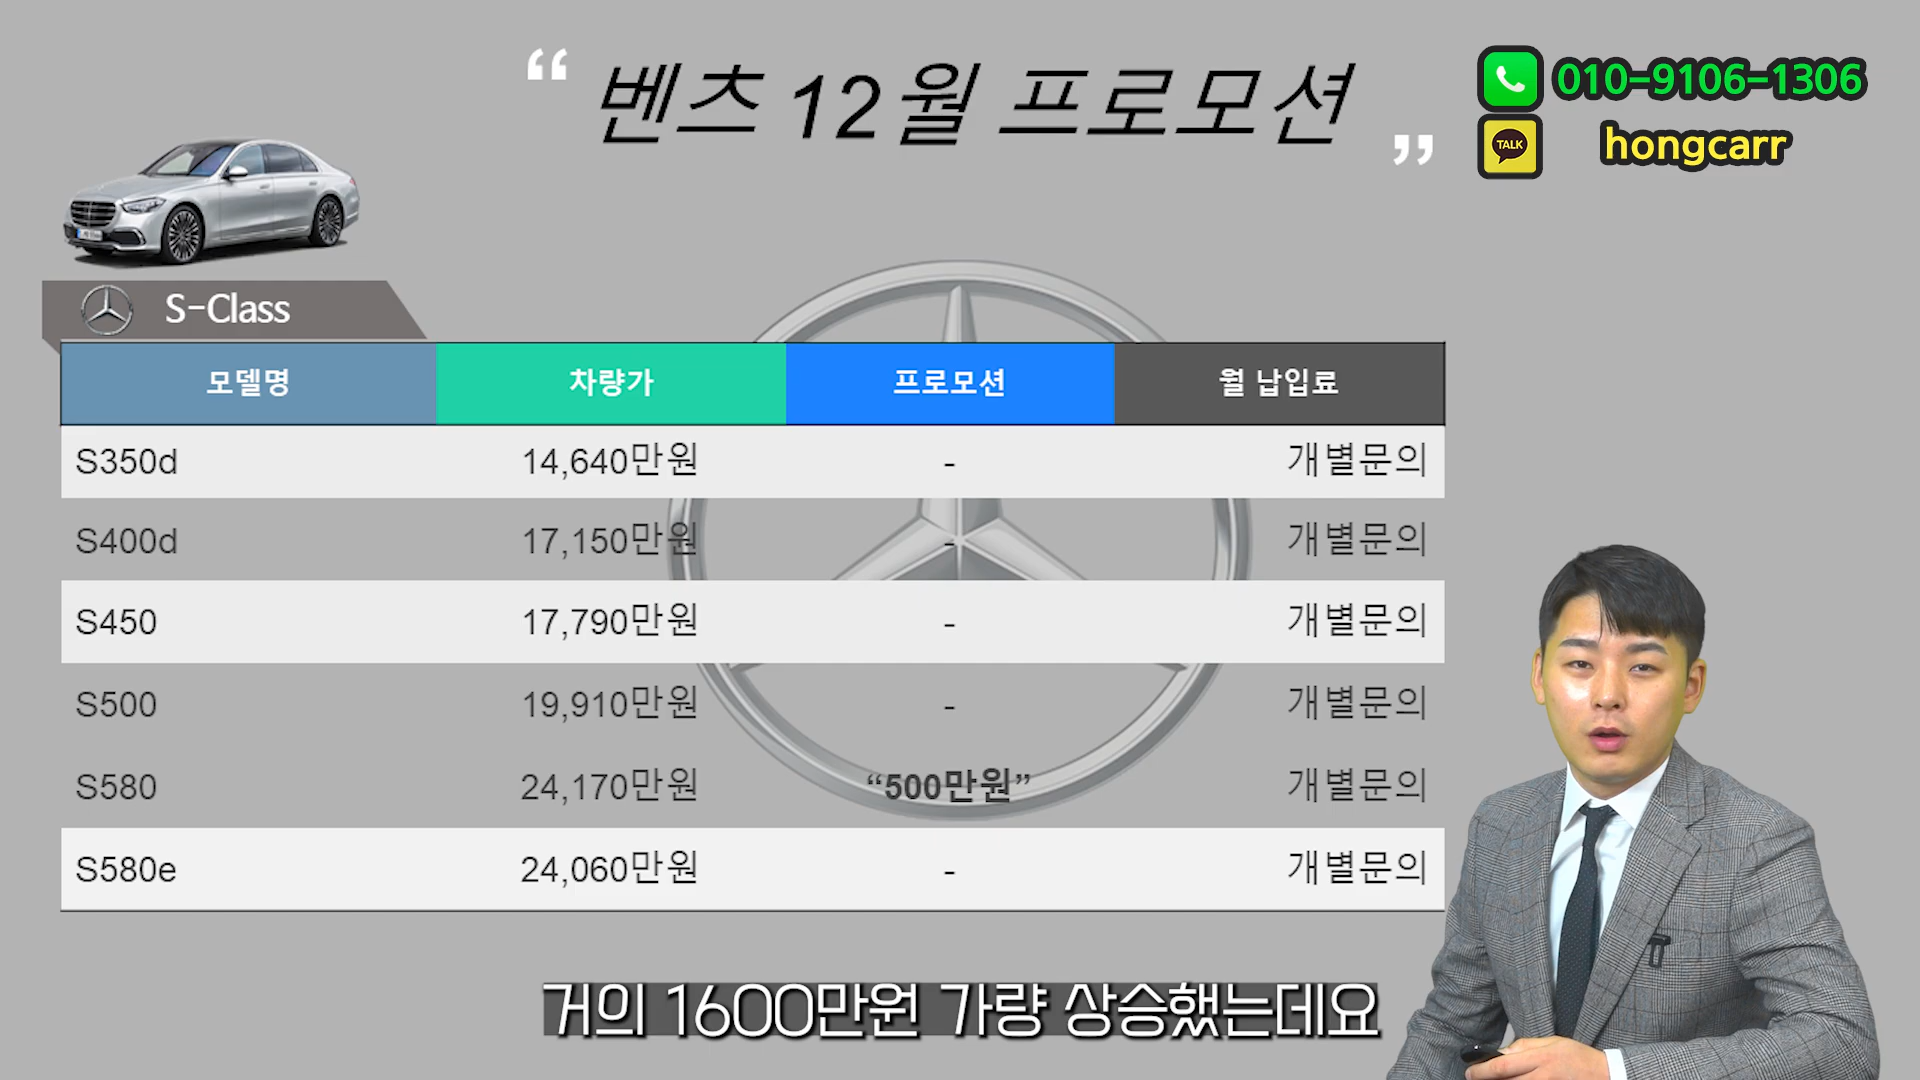 “ 벤츠 12월 프로모션 ”
010-9106-1306
TALK
hongcarr
S-Class
모델명 차량가 프로모션 월 납입료
S350d 14,640만원 - 개별문의
S400d 17,150만원 - 개별문의
S450 17,790만원 - 개별문의
S500 19,910만원 - 개별문의
S580 24,170만원 “500만원” 개별문의
S580e 24,060만원 - 개별문의
거의 1600만원 가량 상승했는데요